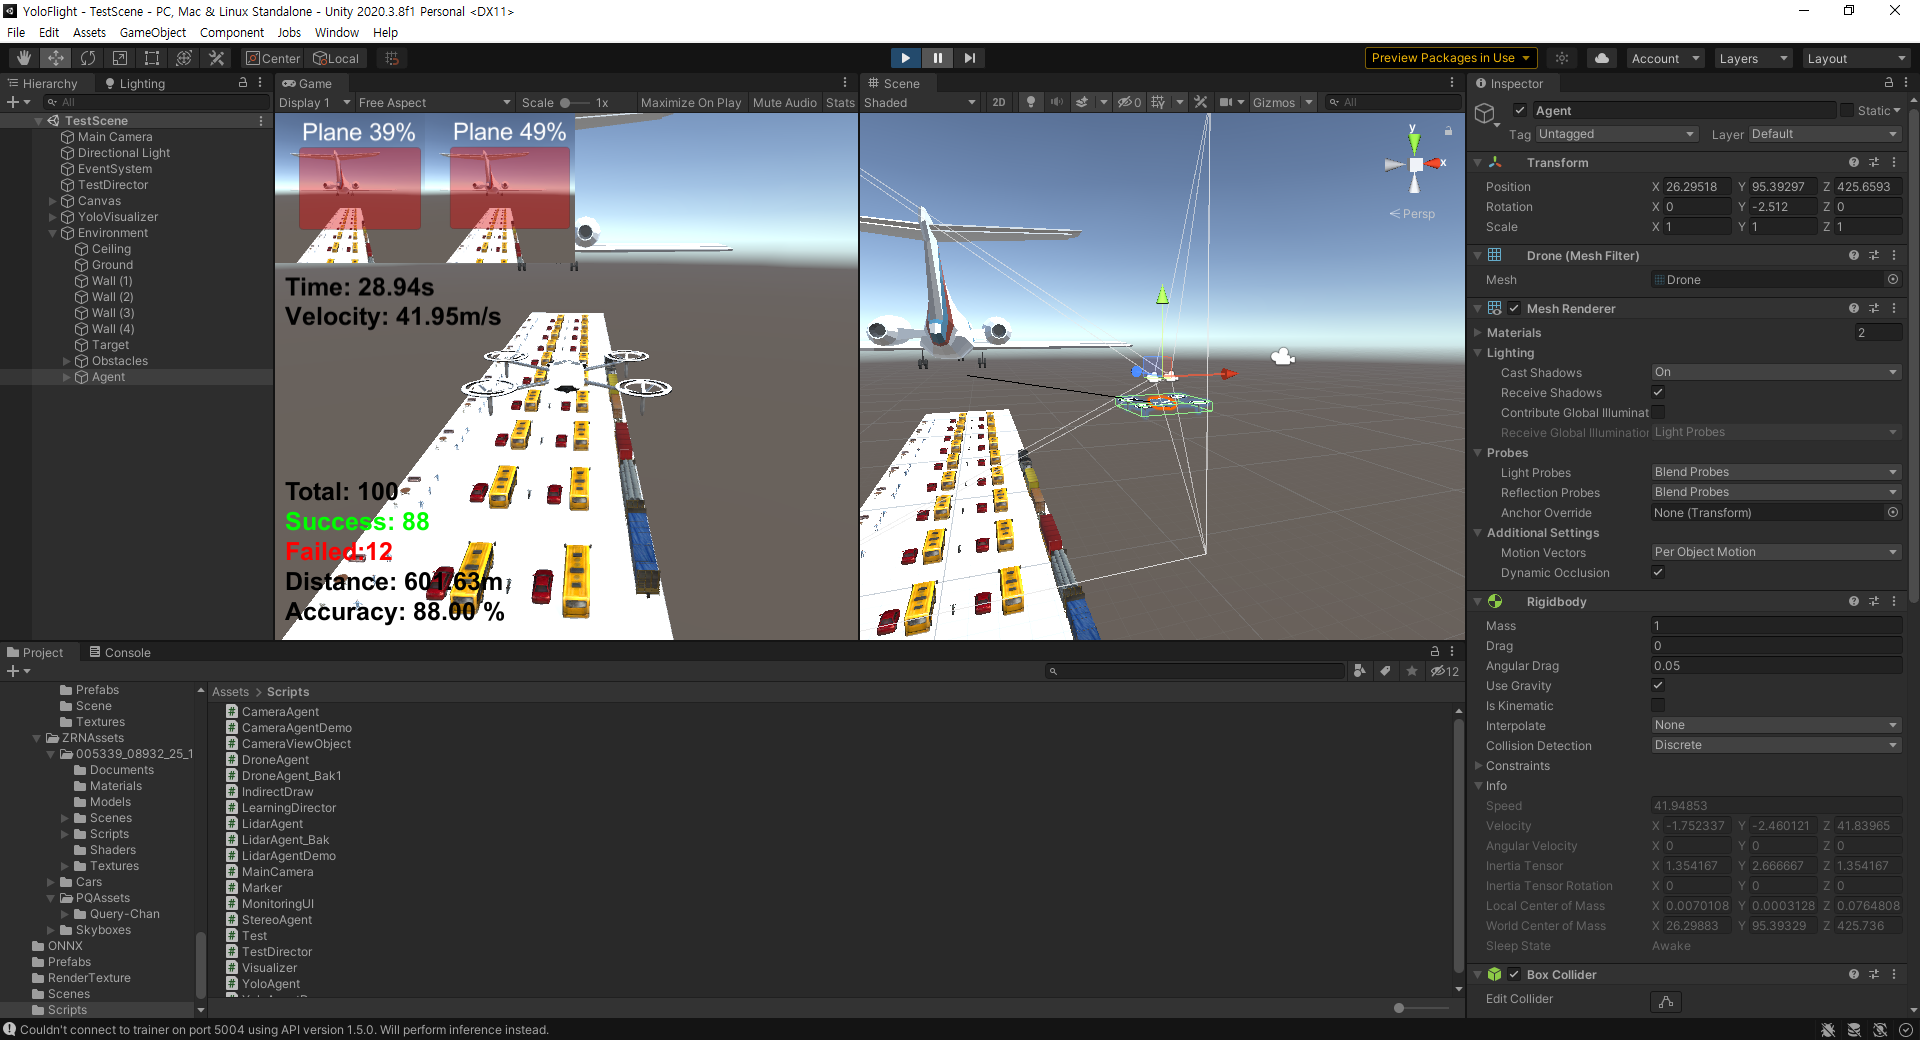 YoloFlight - TestScene - PC, Mac & Linux Standalone - Unity 2020.3.8f1 Personal <DX11>
File Edit Assets GameObject Component Jobs Window Help
Center Local Preview Packages in Use Account Layers Layout
Hierarchy Lighting
All
TestScene
Main Camera
Directional Light
EventSystem
TestDirector
Canvas
YoloVisualizer
Environment
Ceiling
Ground
Wall (1)
Wall (2)
Wall (3)
Wall (4)
Target
Obstacles
Agent
Game
Display 1 Free Aspect Scale 1x Maximize On Play Mute Audio Stats
Plane 39% Plane 49%
Time: 28.94s
Velocity: 41.95m/s
Total: 100
Success: 88
Failed:12
Distance: 601.63m
Accuracy: 88.00 %
Scene
Shaded 2D 0 Gizmos All
y
x
Persp
Inspector
Agent Static
Tag Untagged Layer Default
Transform
Position X 26.29518 Y 95.39297 Z 425.6593
Rotation X 0 Y -2.512 Z 0
Scale X 1 Y 1 Z 1
Drone (Mesh Filter)
Mesh Drone
Mesh Renderer
Materials 2
Lighting
Cast Shadows On
Receive Shadows
Contribute Global Illuminat
Receive Global Illumination Light Probes
Probes
Light Probes Blend Probes
Reflection Probes Blend Probes
Anchor Override None (Transform)
Additional Settings
Motion Vectors Per Object Motion
Dynamic Occlusion
Rigidbody
Mass 1
Drag 0
Angular Drag 0.05
Use Gravity
Is Kinematic
Interpolate None
Collision Detection Discrete
Constraints
Info
Speed 41.94853
Velocity X -1.752337 Y -2.460121 Z 41.83965
Angular Velocity X 0 Y 0 Z 0
Inertia Tensor X 1.354167 Y 2.666667 Z 1.354167
Inertia Tensor Rotation X 0 Y 0 Z 0
Local Center of Mass X 0.0070108 Y 0.0003128 Z 0.0764808
World Center of Mass X 26.29883 Y 95.39329 Z 425.736
Sleep State Awake
Box Collider
Edit Collider
Project Console
12
Prefabs
Scene
Textures
ZRNAssets
005339_08932_25_1
Documents
Materials
Models
Scenes
Scripts
Shaders
Textures
Cars
PQAssets
Query-Chan
Skyboxes
ONNX
Prefabs
RenderTexture
Scenes
Scripts
Assets > Scripts
CameraAgent
CameraAgentDemo
CameraViewObject
DroneAgent
DroneAgent_Bak1
IndirectDraw
LearningDirector
LidarAgent
LidarAgent_Bak
LidarAgentDemo
MainCamera
Marker
MonitoringUI
StereoAgent
Test
TestDirector
Visualizer
YoloAgent
Couldn't connect to trainer on port 5004 using API version 1.5.0. Will perform inference instead.